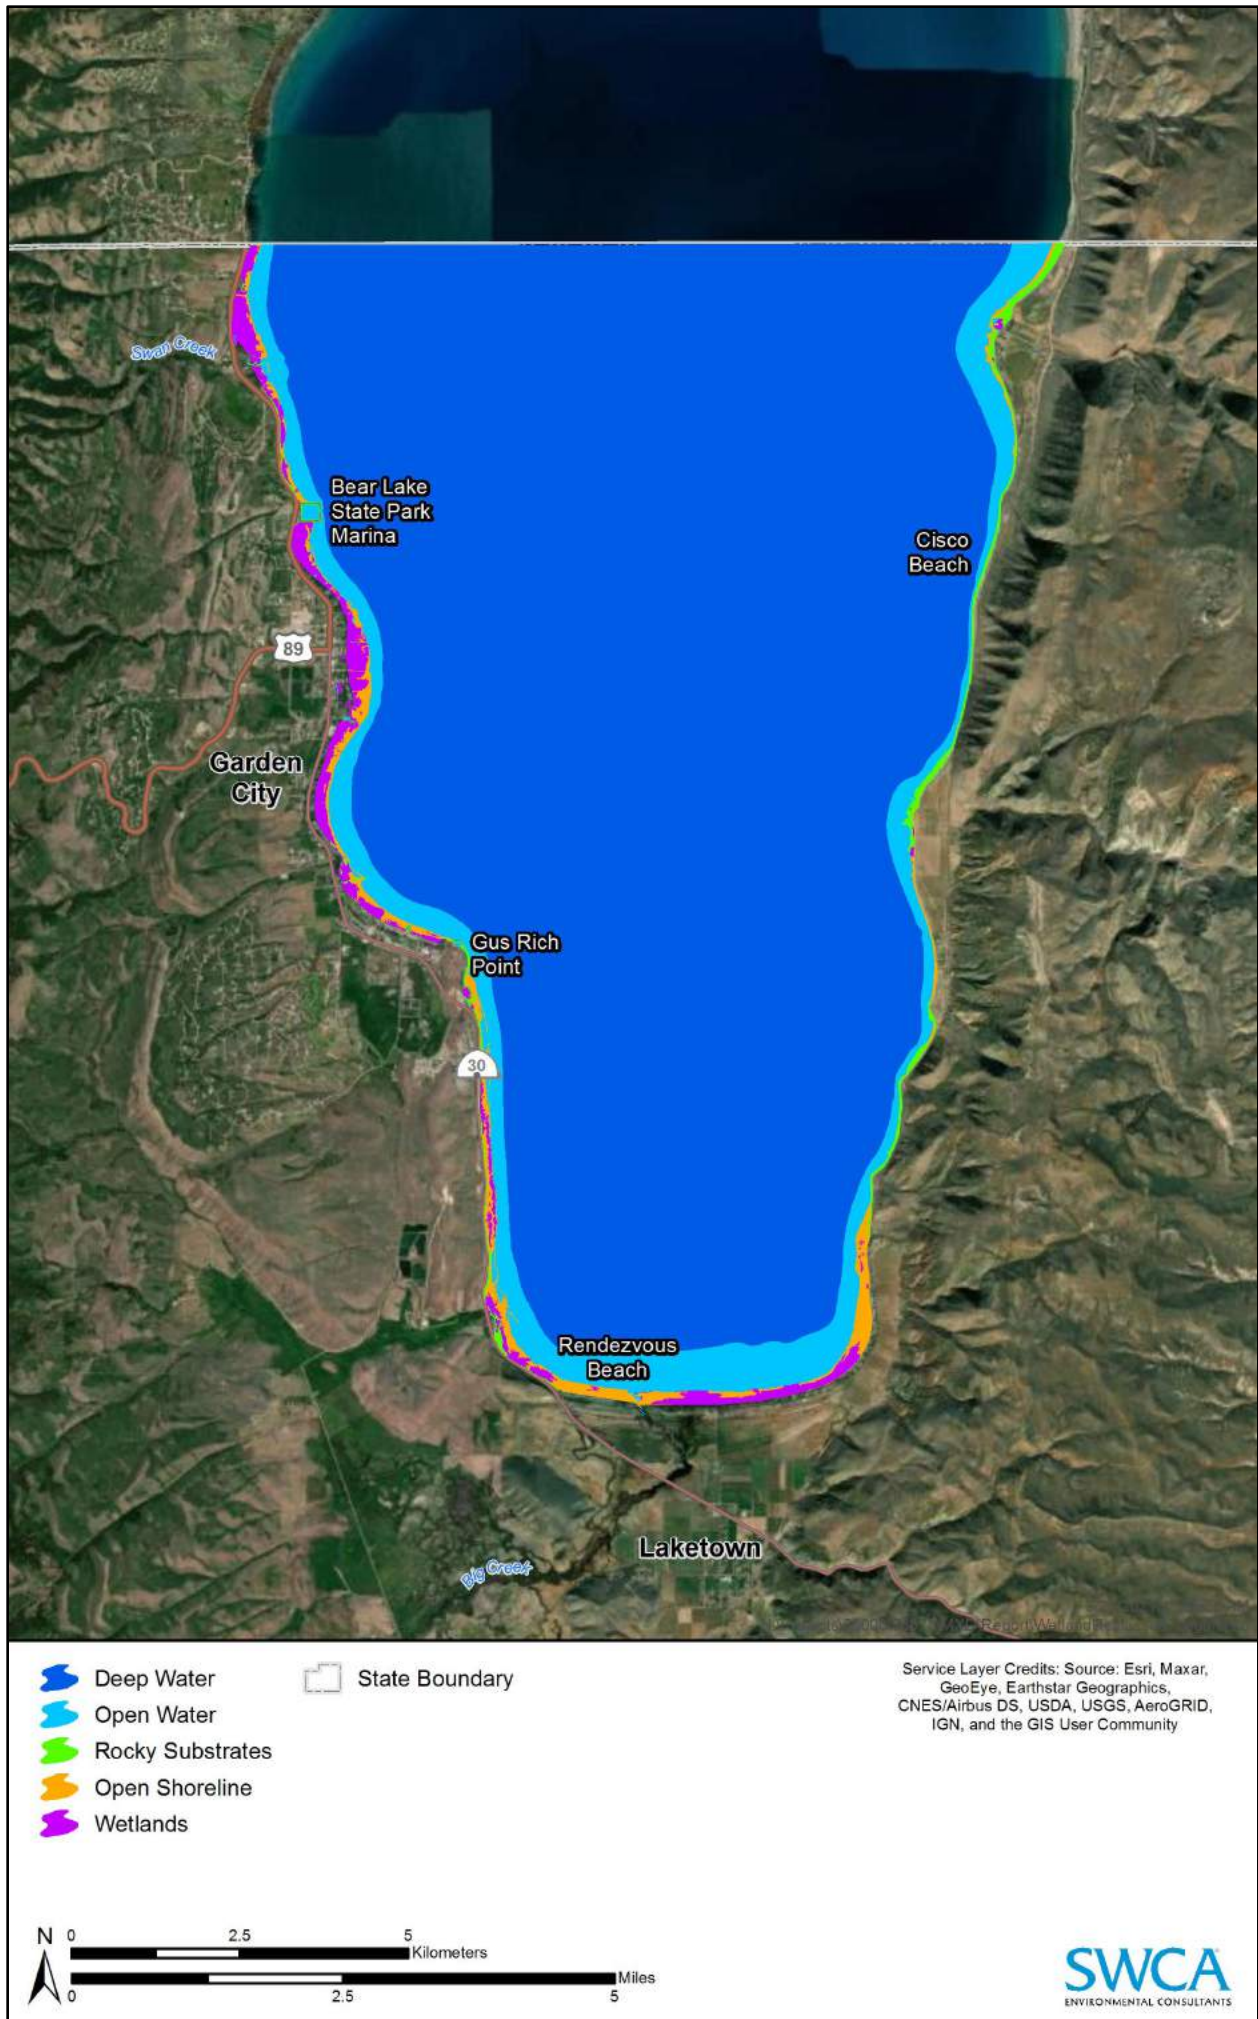 Swan Creek
Bear Lake
State Park
Marina
Cisco
Beach
89
Garden
City
Gus Rich
Point
30
Rendezvous
Beach
Laketown
Big Creek
Deep Water
Open Water
Rocky Substrates
Open Shoreline
Wetlands
State Boundary
Service Layer Credits: Source: Esri, Maxar,
GeoEye, Earthstar Geographics,
CNES/Airbus DS, USDA, USGS, AeroGRID,
IGN, and the GIS User Community
N
0 2.5 5
Kilometers
Miles
0 2.5 5
SWCA
ENVIRONMENTAL CONSULTANTS